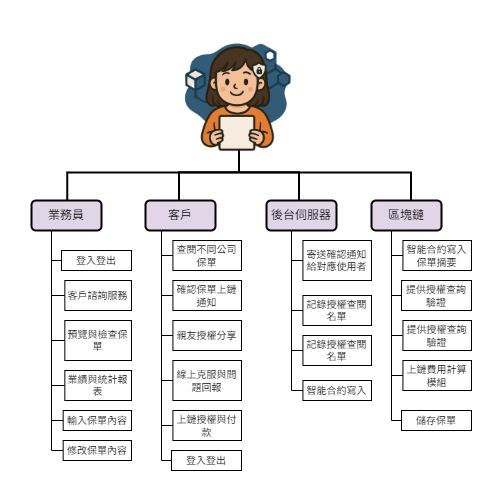 業務員
客戶
後台伺服器
區塊鏈
登入登出
客戶諮詢服務
預覽與檢查保
單
業績與統計報
表
輸入保單內容
修改保單內容
查閱不同公司
保單
確認保單上鏈
通知
親友授權分享
線上克服與問
題回報
上鏈授權與付
款
登入登出
寄送確認通知
給對應使用者
記錄授權查閱
名單
記錄授權查閱
名單
智能合約寫入
智能合約寫入
保單摘要
提供授權查詢
驗證
提供授權查詢
驗證
上鏈費用計算
模組
儲存保單